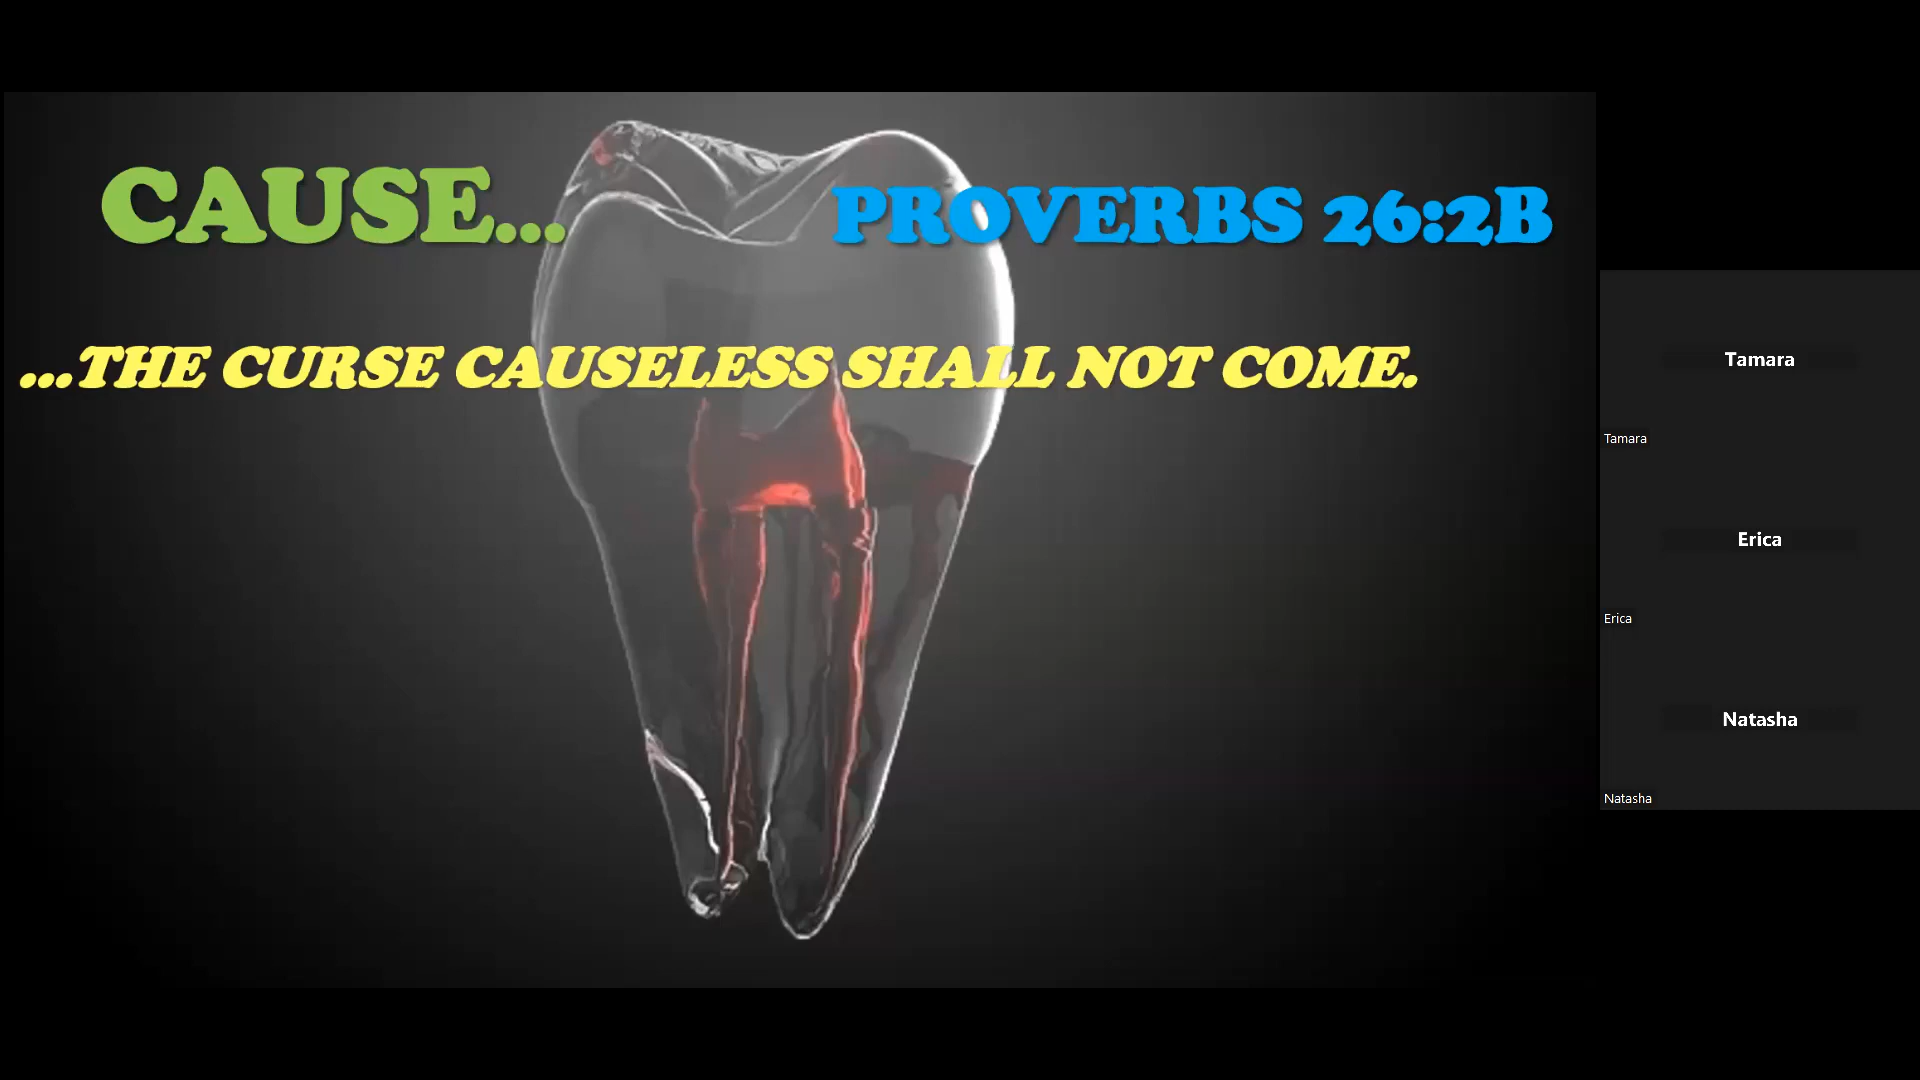 CAUSE...
PROVERBS 26:2B
...THE CURSE CAUSELESS SHALL NOT COME.
Tamara
Tamara
Erica
Erica
Natasha
Natasha